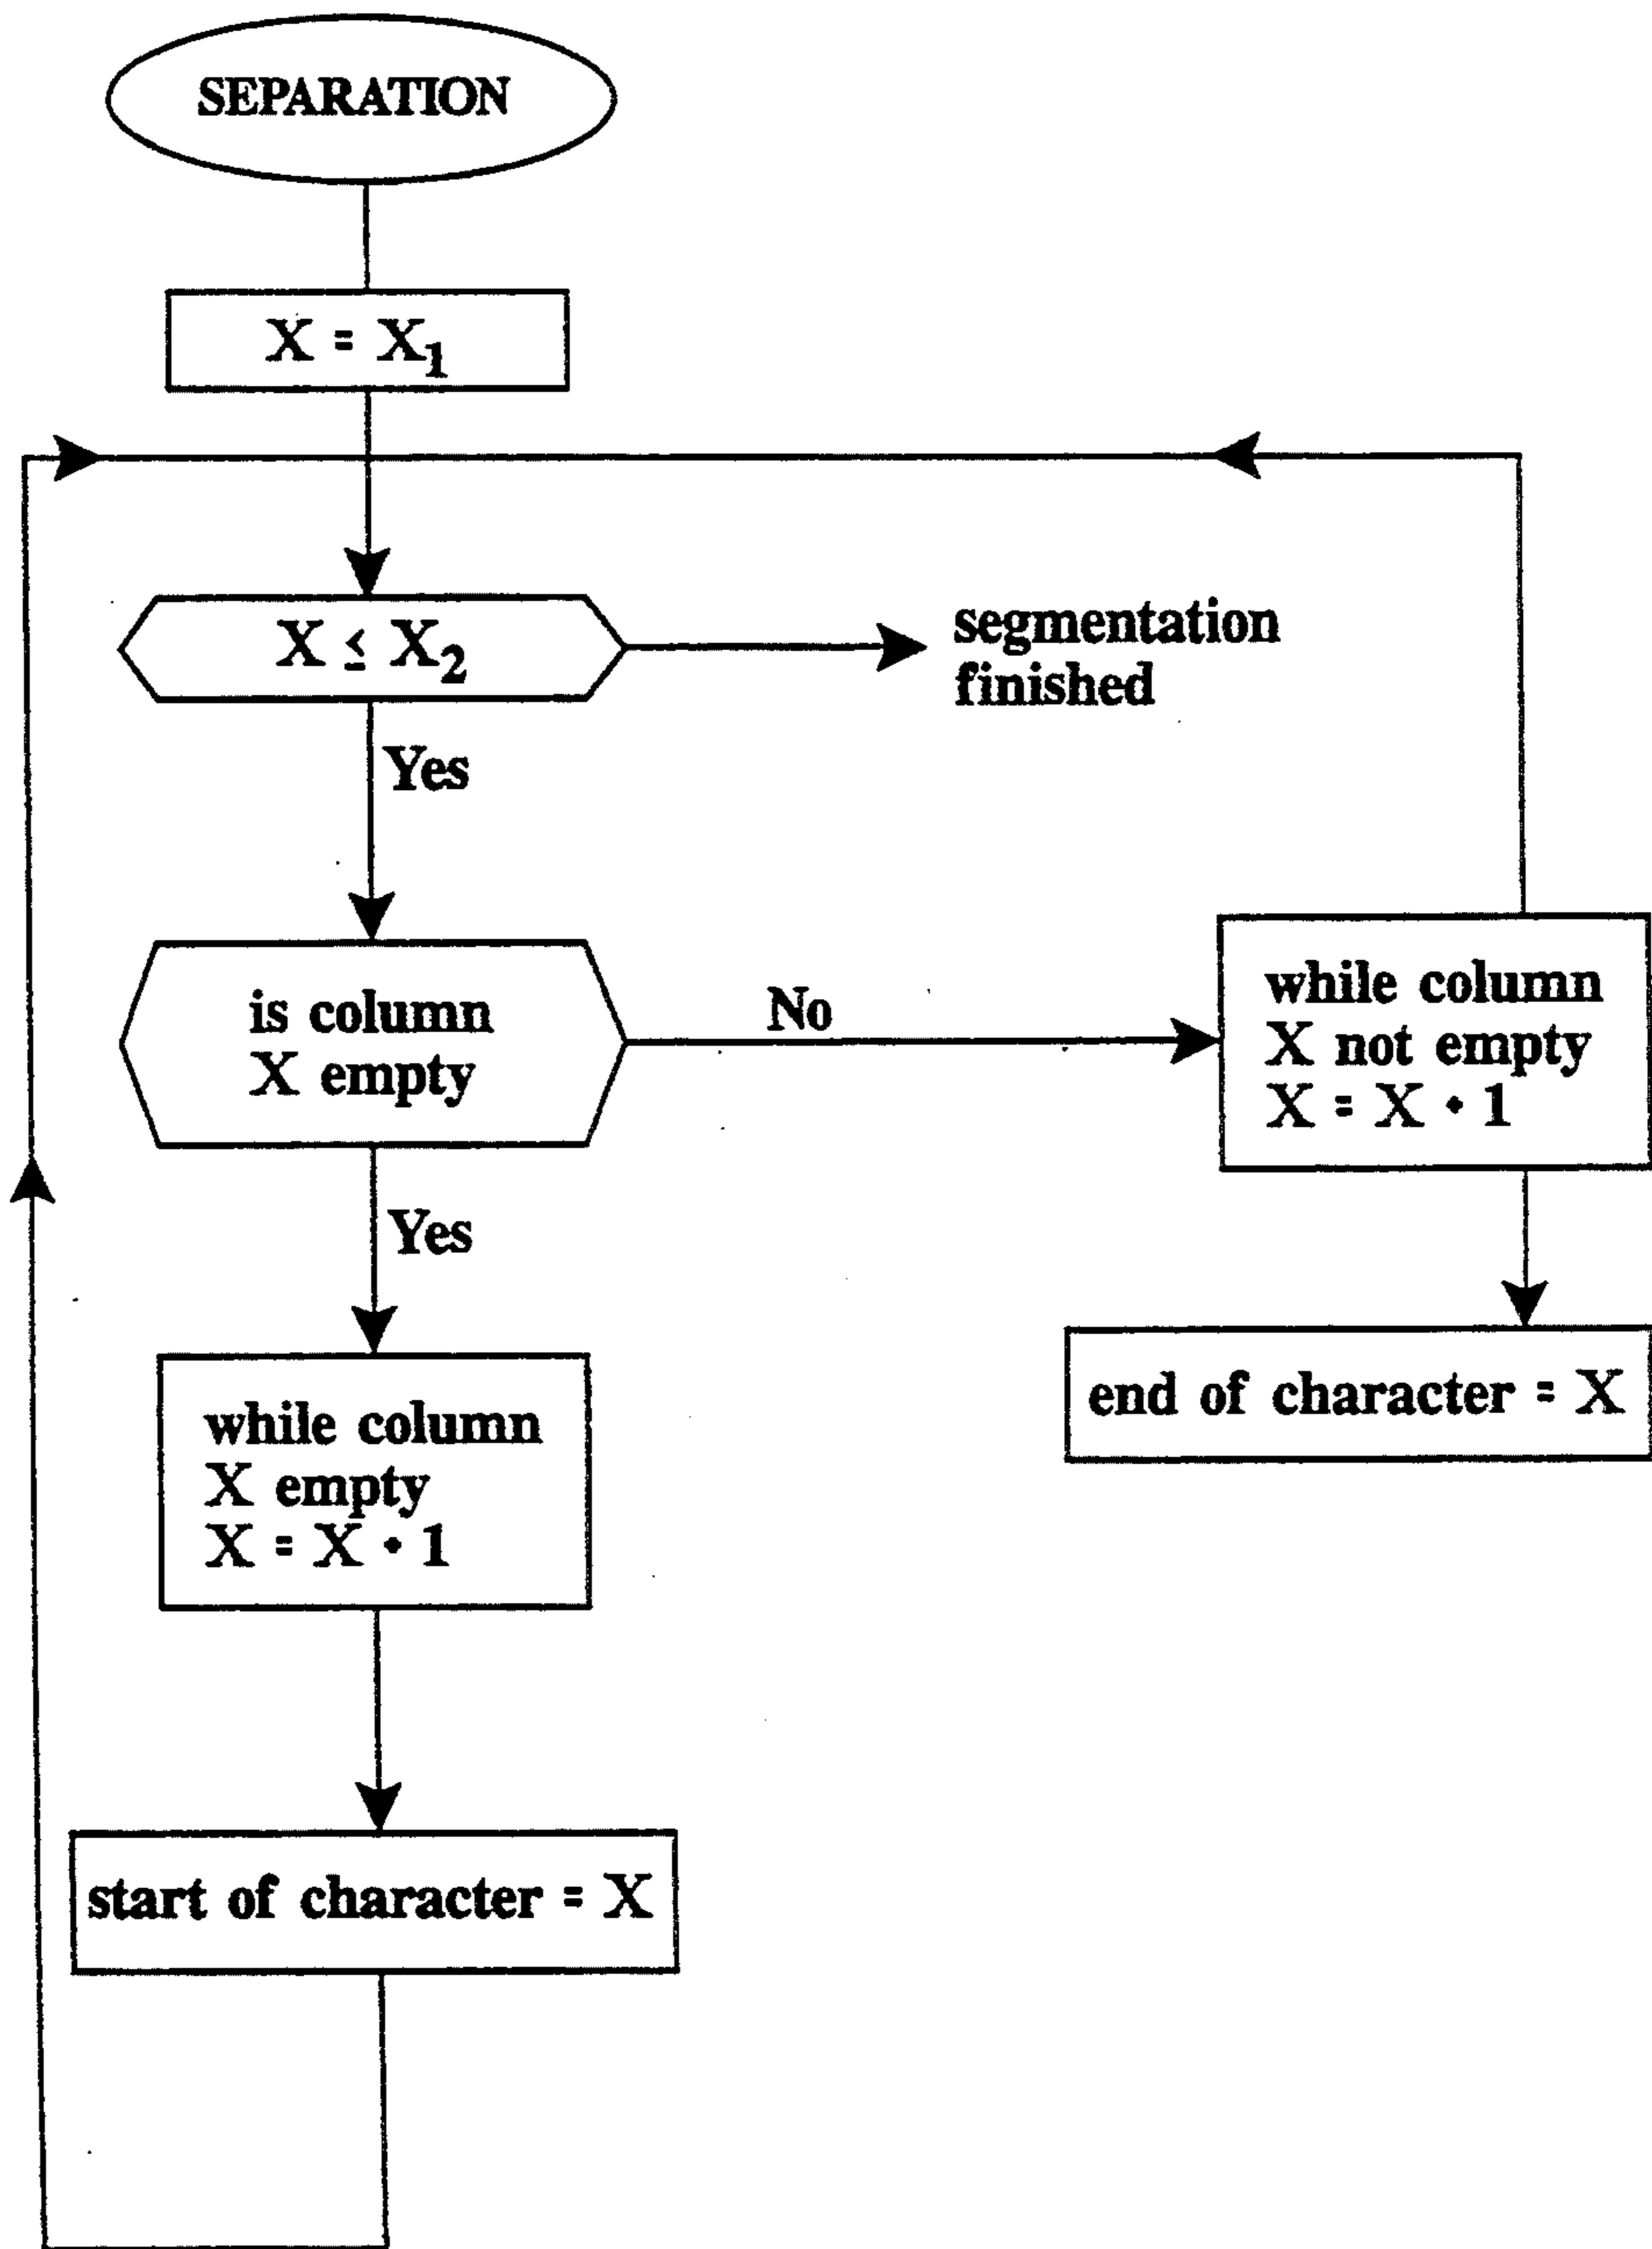 SEPARATION
X = X₁
X ≤ X₂
segmentation
finished
Yes
is column
X empty
No
while column
X not empty
X = X + 1
Yes
end of character = X
while column
X empty
X = X + 1
start of character = X